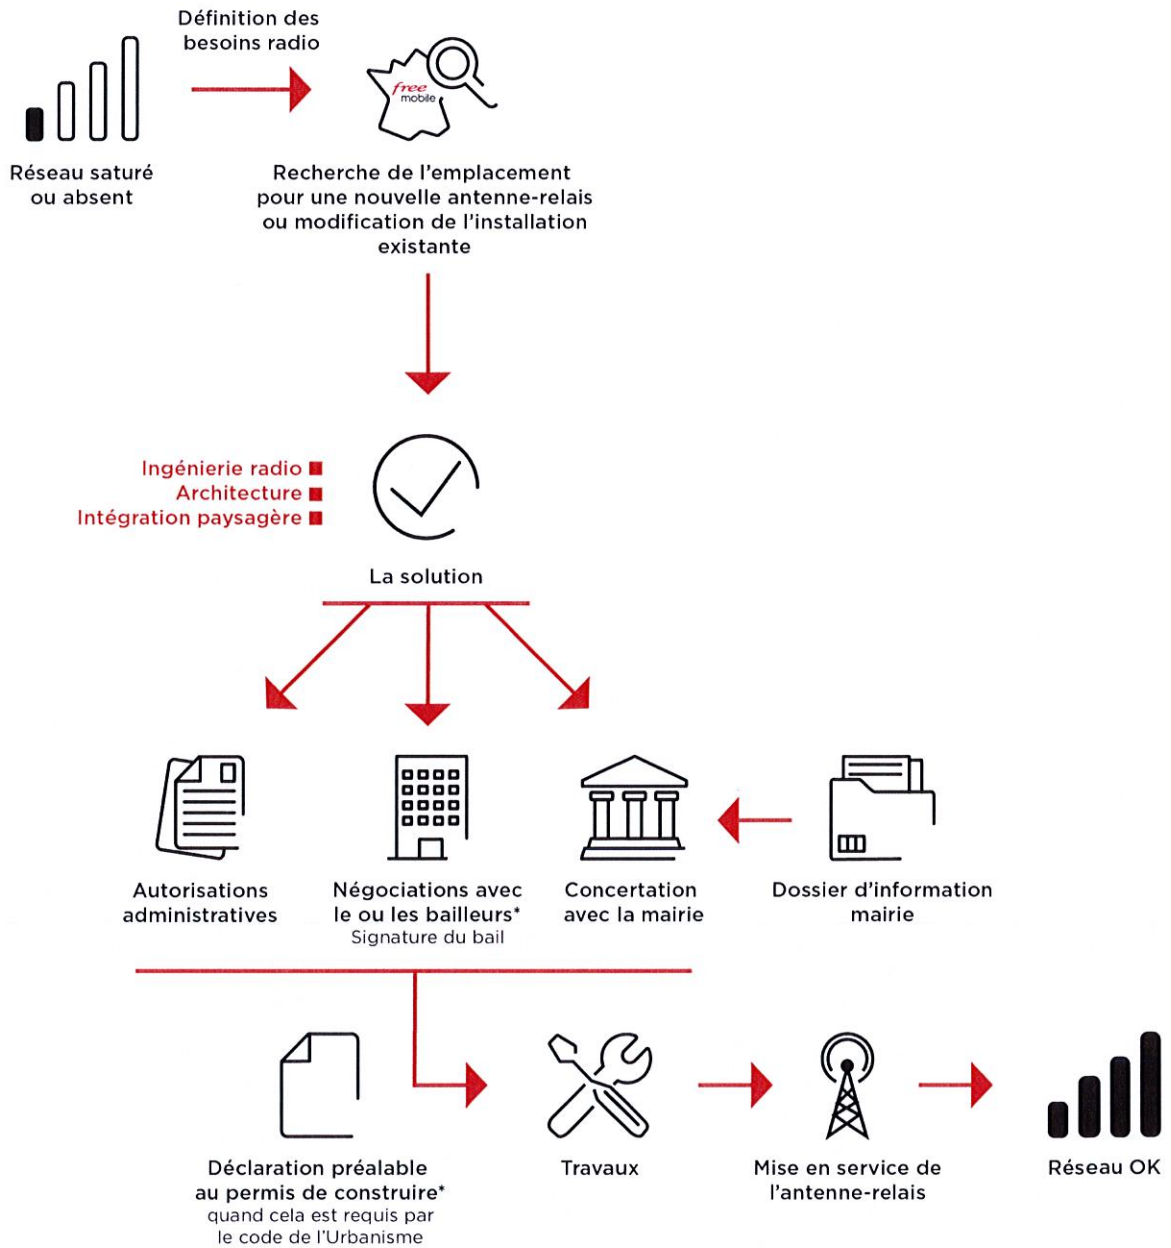 Définition des
besoins radio
free
mobile
Réseau saturé
ou absent
Recherche de l'emplacement
pour une nouvelle antenne-relais
ou modification de l'installation
existante
Ingénierie radio
Architecture
Intégration paysagère
La solution
Autorisations
administratives
Négociations avec
le ou les bailleurs*
Signature du bail
Concertation
avec la mairie
Dossier d'information
mairie
Déclaration préalable
au permis de construire*
quand cela est requis par
le code de l'Urbanisme
Travaux
Mise en service de
l'antenne-relais
Réseau OK